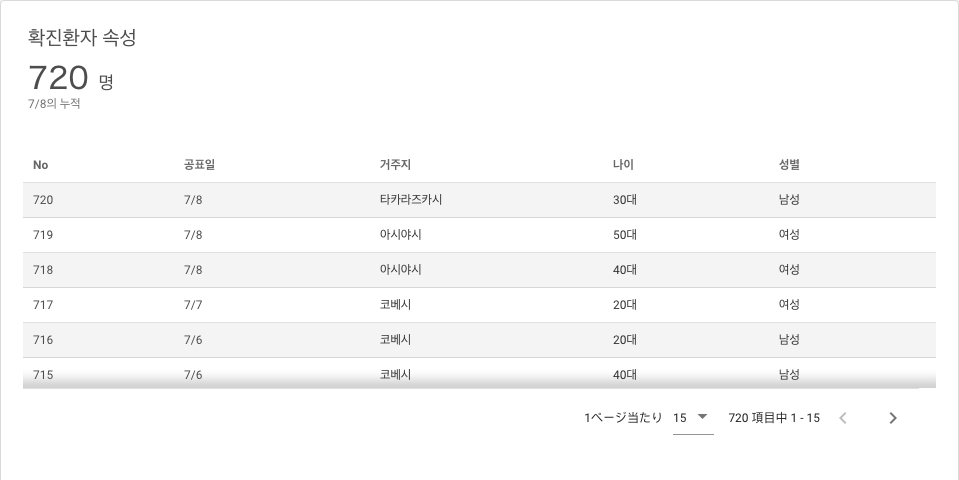 확진환자 속성
720 명
7/8의 누적
No 공표일 거주지 나이 성별
720 7/8 타카라즈카시 30대 남성
719 7/8 아시야시 50대 여성
718 7/8 아시야시 40대 여성
717 7/7 코베시 20대 여성
716 7/6 코베시 20대 남성
715 7/6 코베시 40대 남성
1ページ当たり 15 720 項目中 1 - 15